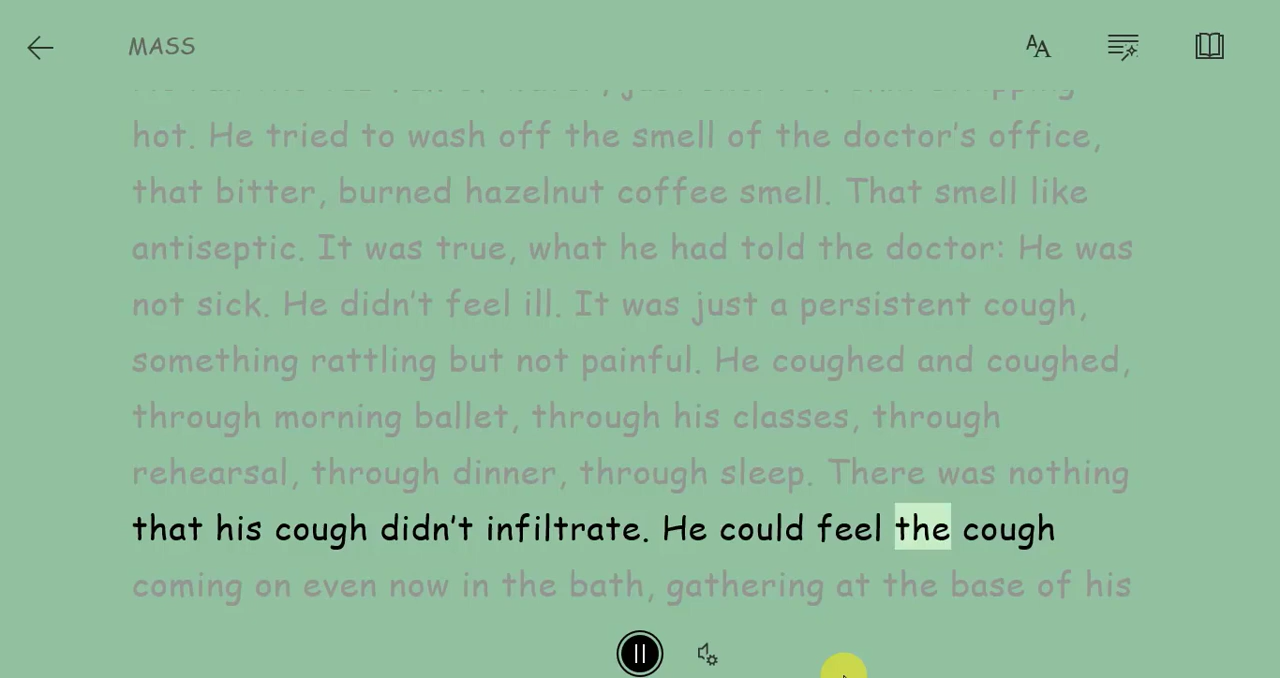 MASS
hot. He tried to wash off the smell of the doctor's office,
that bitter, burned hazelnut coffee smell. That smell like
antiseptic. It was true, what he had told the doctor: He was
not sick. He didn't feel ill. It was just a persistent cough,
something rattling but not painful. He coughed and coughed,
through morning ballet, through his classes, through
rehearsal, through dinner, through sleep. There was nothing
that his cough didn't infiltrate. He could feel the cough
coming on even now in the bath, gathering at the base of his